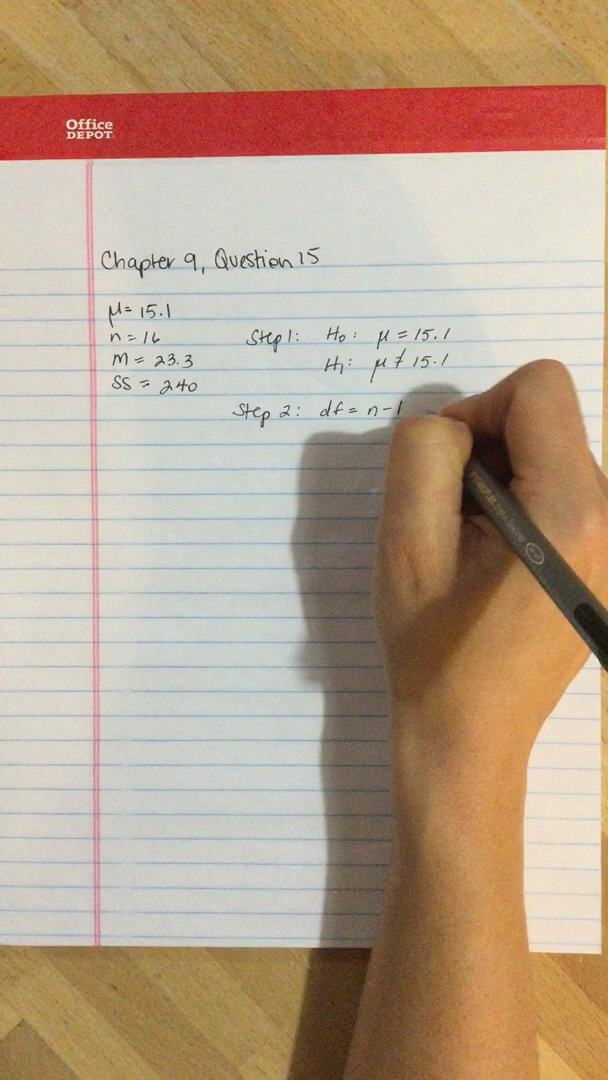 Office
DEPOT
Chapter 9, Question 15
μ = 15.1
n = 16
M = 23.3
SS = 240
Step 1: H₀: μ = 15.1
H₁: μ ≠ 15.1
Step 2: df = n - 1